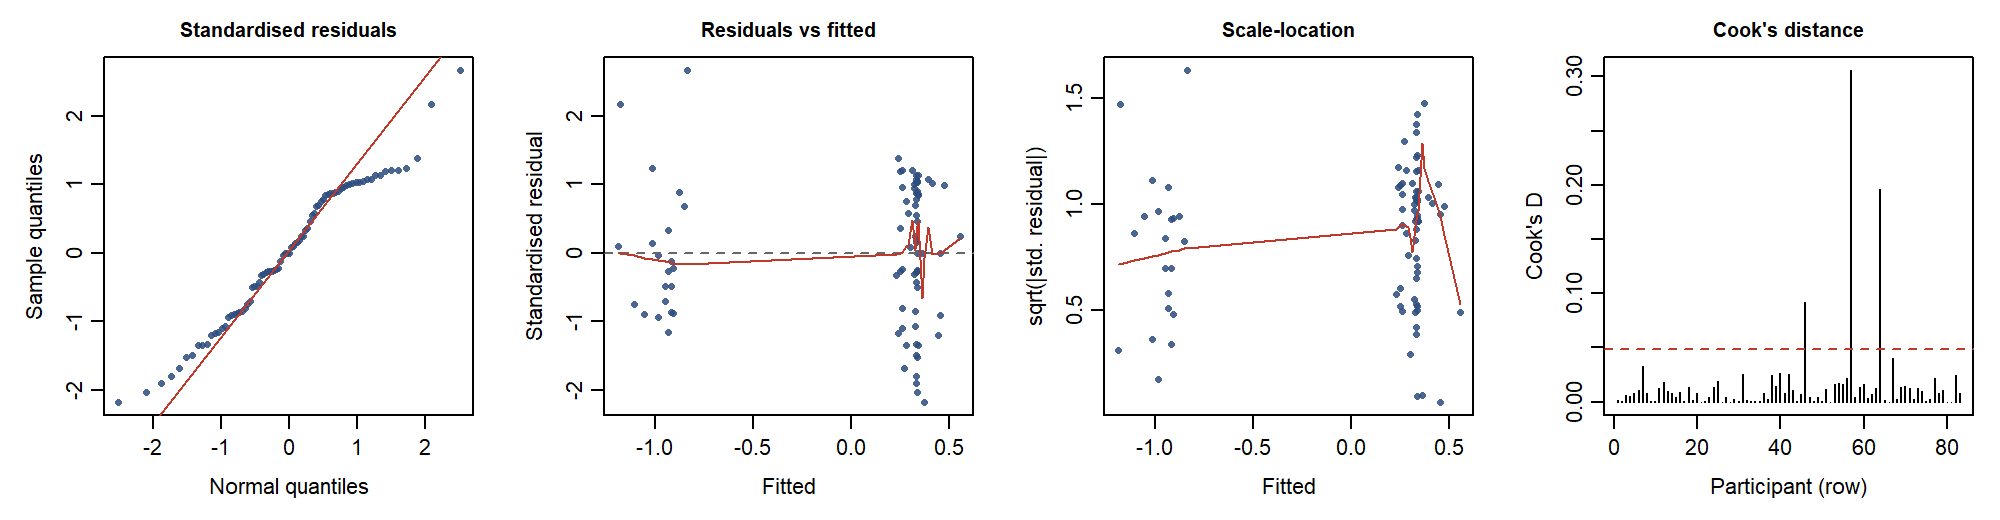 Standardised residuals
Sample quantiles
2
1
0
-1
-2
-2 -1 0 1 2
Normal quantiles
Residuals vs fitted
Standardised residual
2
1
0
-1
-2
-1.0 -0.5 0.0 0.5
Fitted
Scale-location
sqrt(|std. residual|)
1.5
1.0
0.5
-1.0 -0.5 0.0 0.5
Fitted
Cook's distance
Cook's D
0.30
0.20
0.10
0.00
0 20 40 60 80
Participant (row)